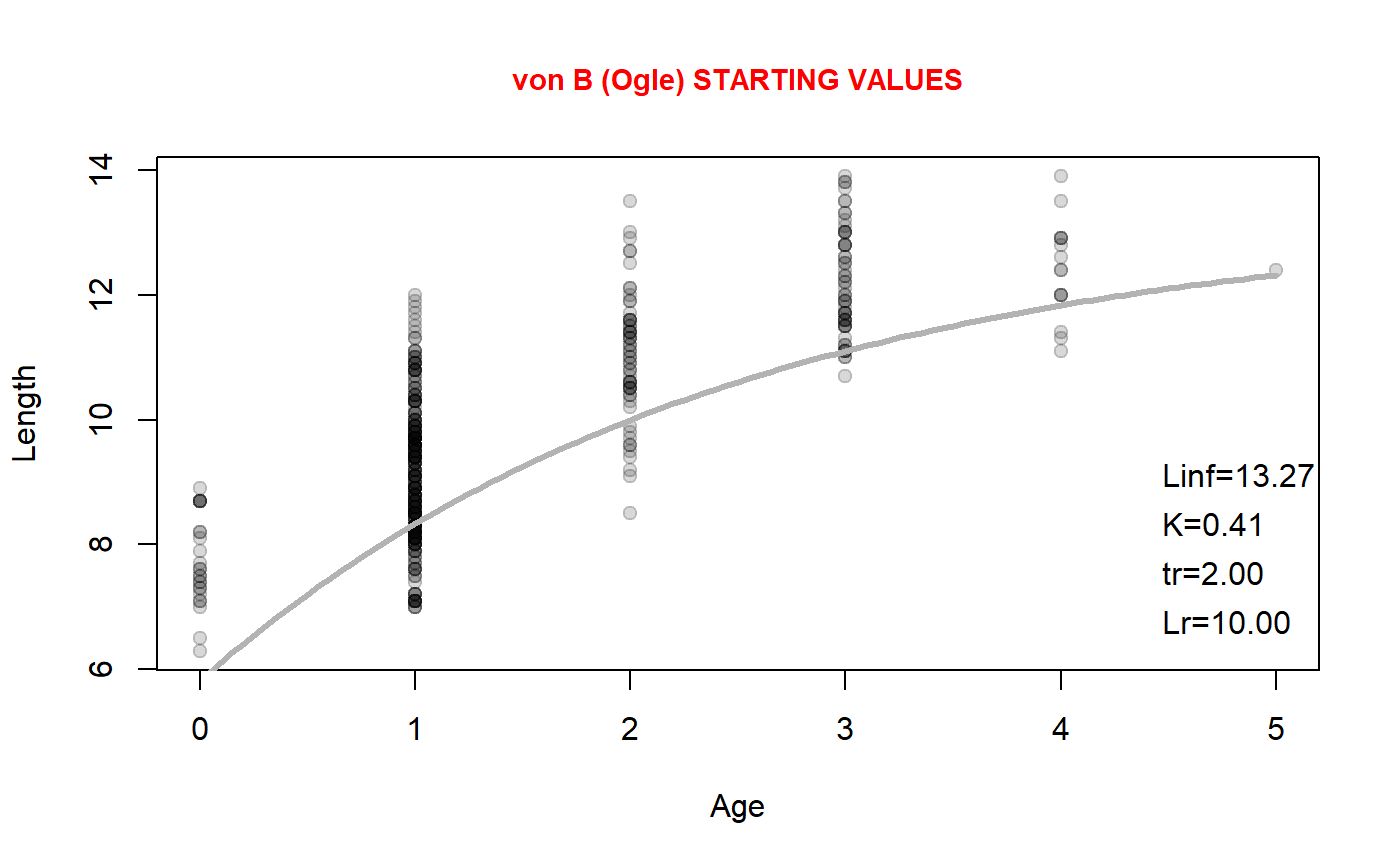 von B (Ogle) STARTING VALUES
14
12
10
8
6
Length
Linf=13.27
K=0.41
tr=2.00
Lr=10.00
0 1 2 3 4 5
Age